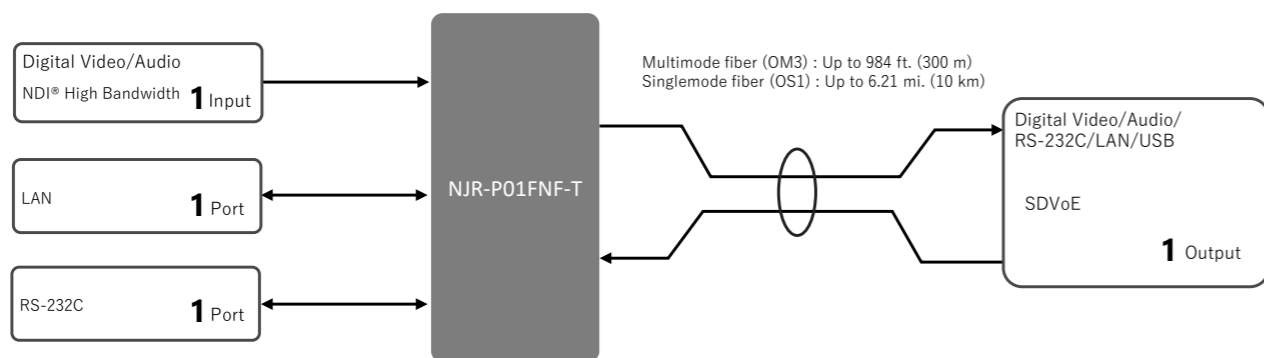 Digital Video/Audio
NDI® High Bandwidth 1 Input
LAN 1 Port
RS-232C 1 Port
NJR-P01FNF-T
Multimode fiber (OM3) : Up to 984 ft. (300 m)
Singlemode fiber (OS1) : Up to 6.21 mi. (10 km)
Digital Video/Audio/
RS-232C/LAN/USB
SDVoE
1 Output